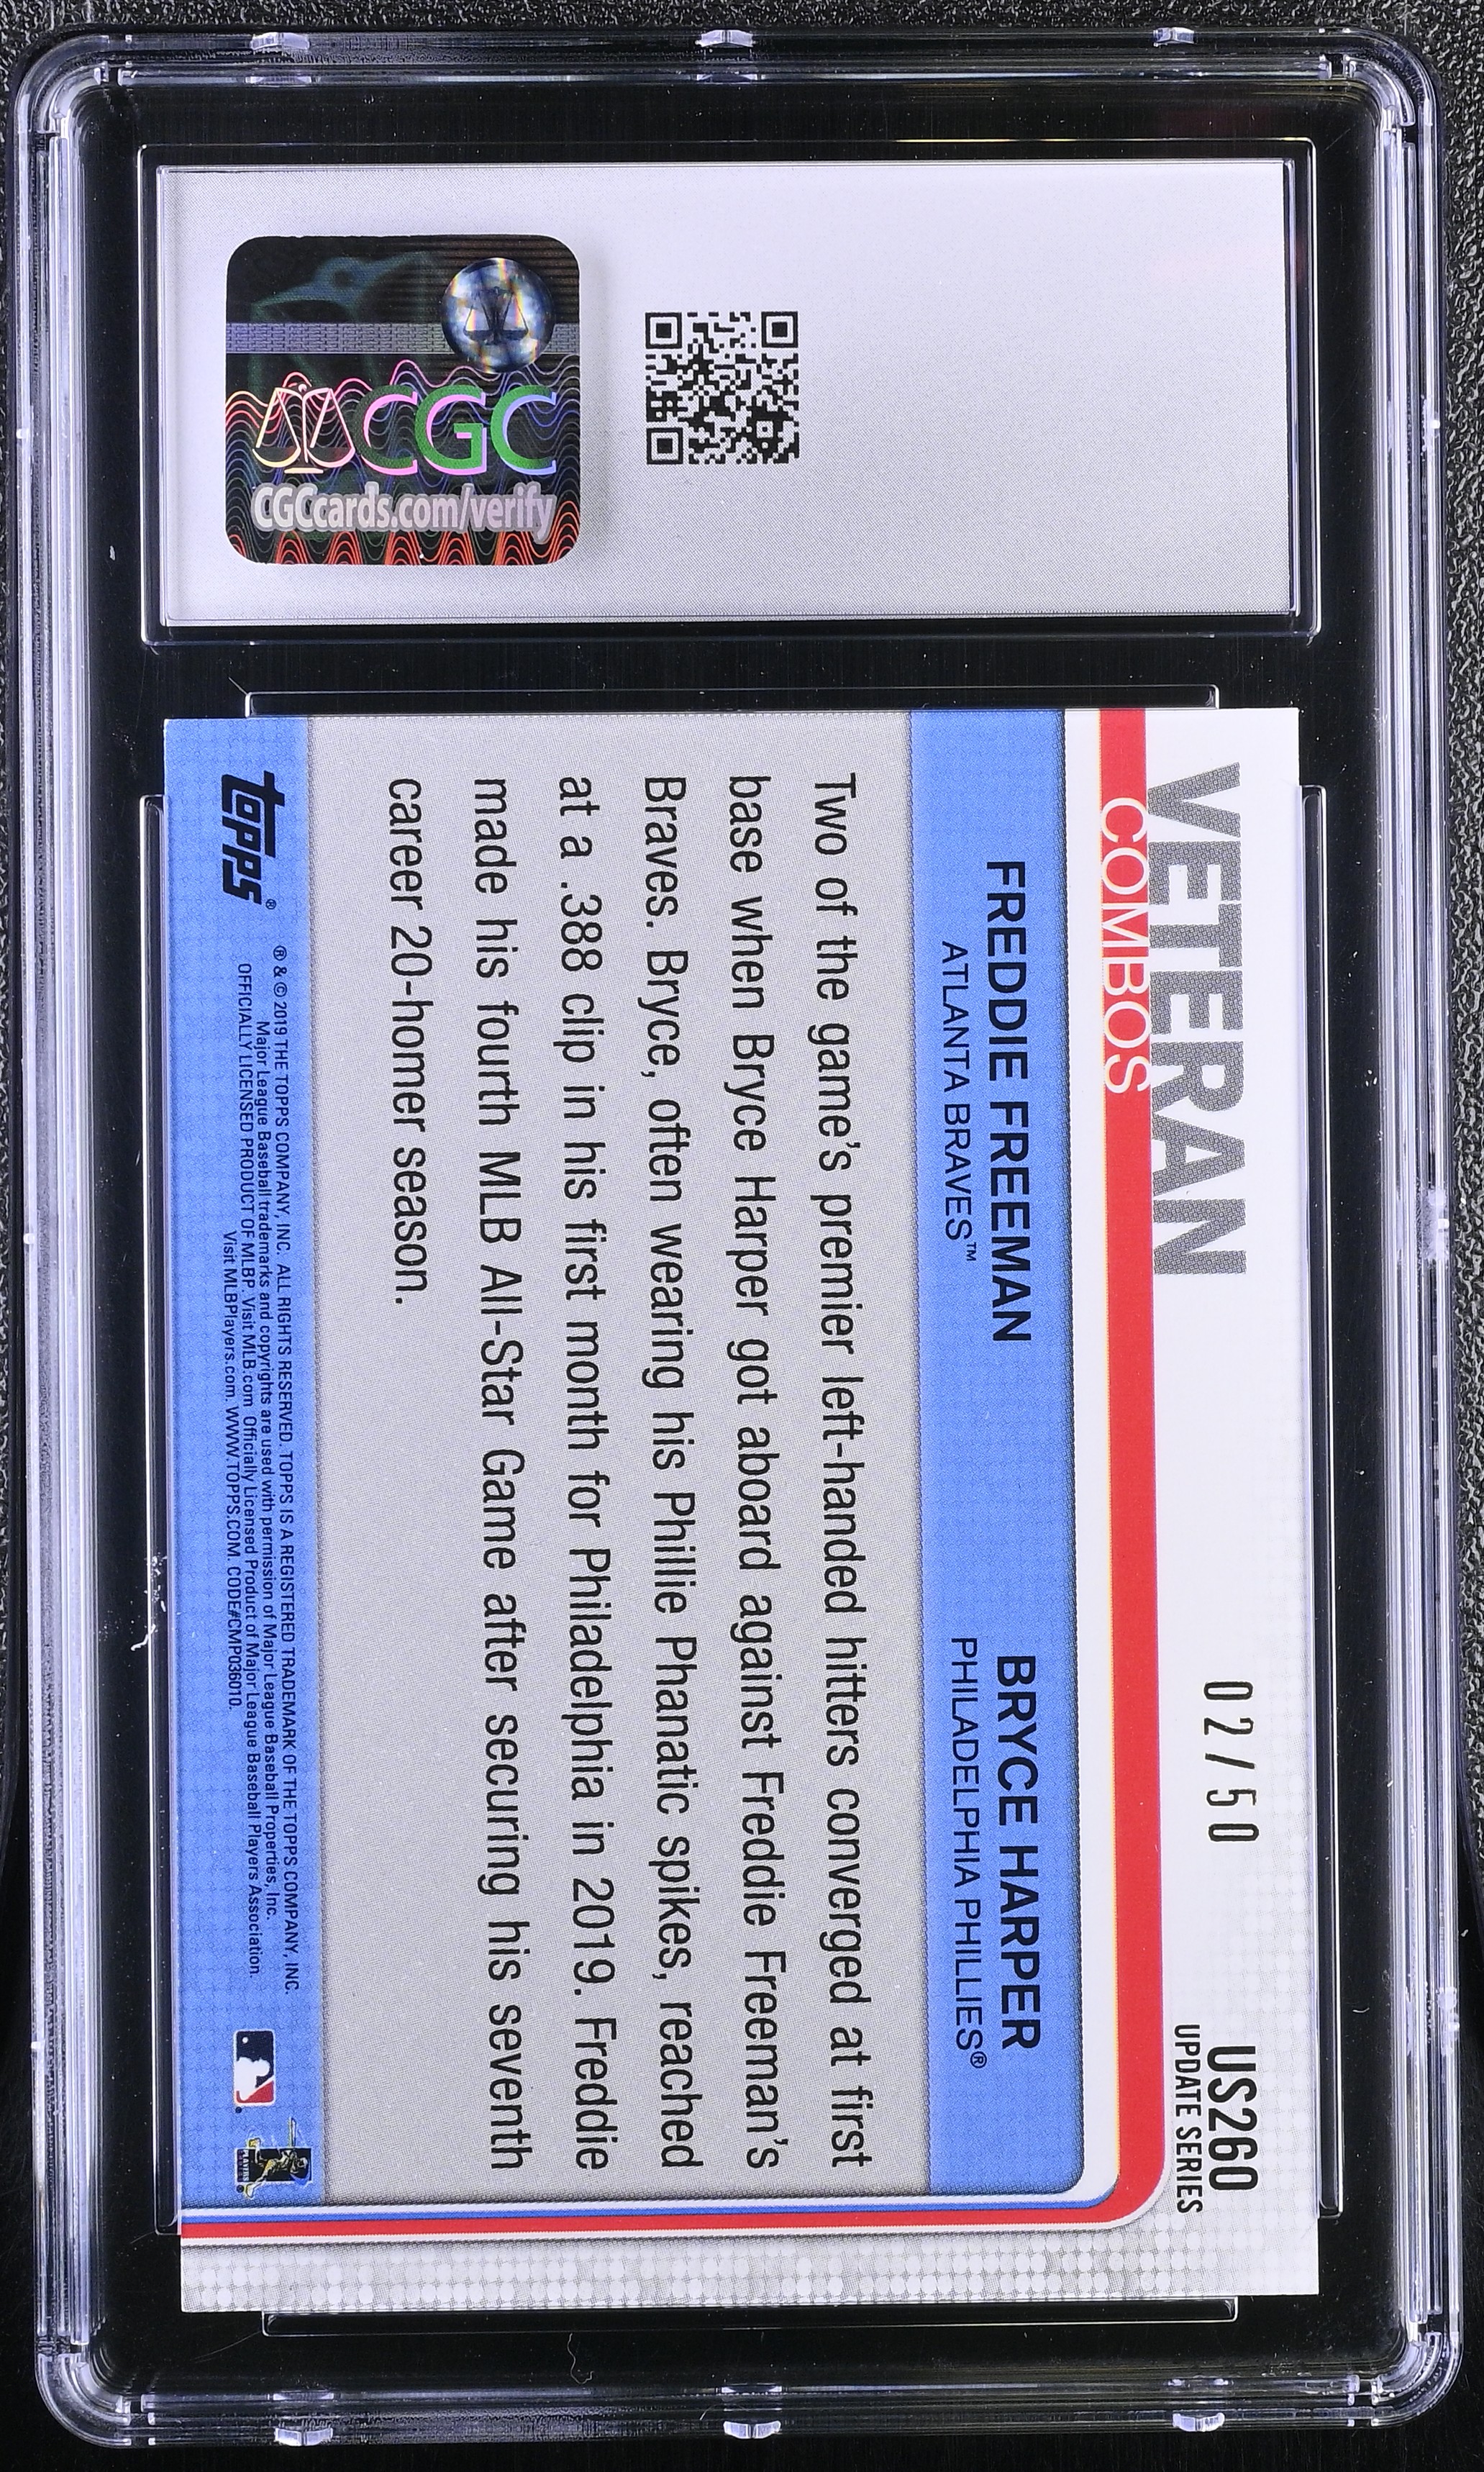 CGC
CGCcards.com/verify
VETERAN
COMBOS
02/50
US260
UPDATE SERIES
FREDDIE FREEMAN
ATLANTA BRAVES™
BRYCE HARPER
PHILADELPHIA PHILLIES®
Two of the game's premier left-handed hitters converged at first
base when Bryce Harper got aboard against Freddie Freeman's
Braves. Bryce, often wearing his Phillie Phanatic spikes, reached
at a .388 clip in his first month for Philadelphia in 2019. Freddie
made his fourth MLB All-Star Game after securing his seventh
career 20-homer season.
topps®
® & © 2019 THE TOPPS COMPANY, INC. ALL RIGHTS RESERVED. TOPPS IS A REGISTERED TRADEMARK OF THE TOPPS COMPANY, INC.
Major League Baseball trademarks and copyrights are used with permission of Major League Baseball Properties, Inc.
OFFICIALLY LICENSED PRODUCT OF MLBP. Visit MLB.com Officially Licensed Product of Major League Baseball Players Association.
Visit MLBPlayers.com. WWW.TOPPS.COM. CODE#CMP036010.